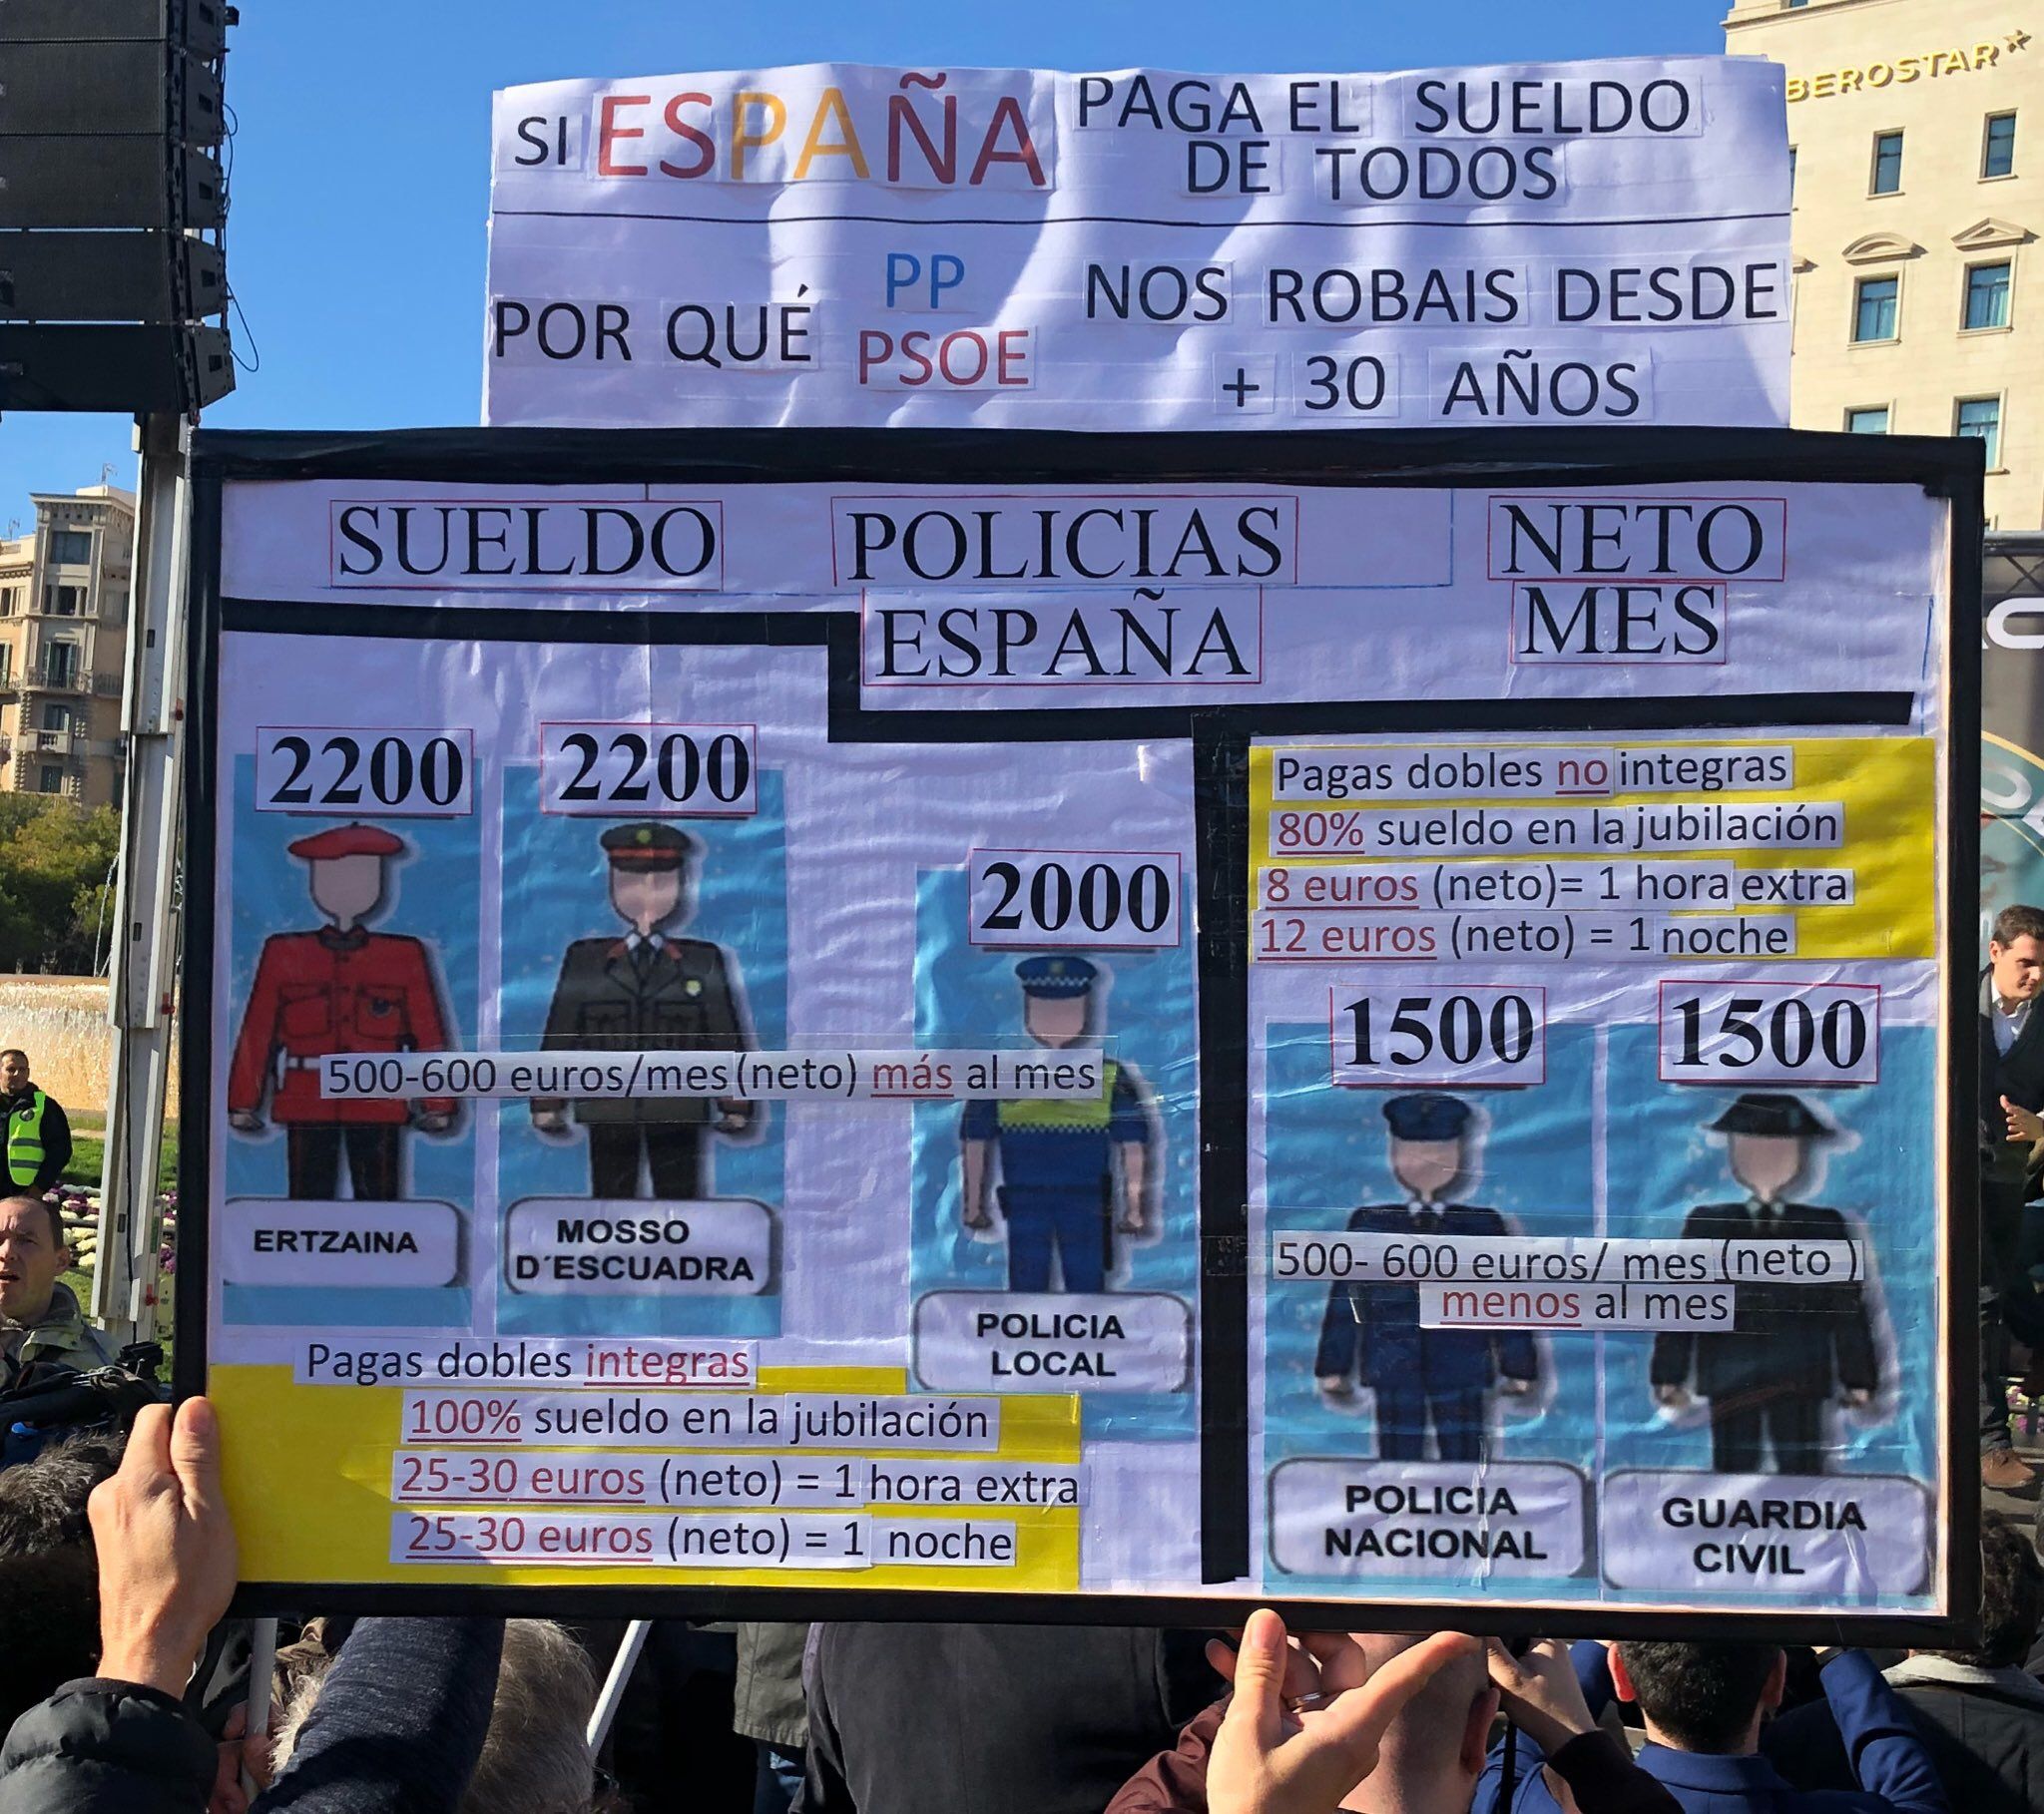 BEROSTAR
SI ESPAÑA PAGA EL SUELDO
DE TODOS
POR QUÉ PP PSOE NOS ROBAIS DESDE
+ 30 AÑOS
SUELDO POLICIAS NETO
ESPAÑA MES
2200
2200
2000
500-600 euros/mes (neto) más al mes
ERTZAINA
MOSSO
D´ESCUADRA
POLICIA
LOCAL
Pagas dobles integras
100% sueldo en la jubilación
25-30 euros (neto) = 1 hora extra
25-30 euros (neto) = 1 noche
Pagas dobles no integras
80% sueldo en la jubilación
8 euros (neto)= 1 hora extra
12 euros (neto) = 1 noche
1500
1500
500- 600 euros/ mes (neto )
menos al mes
POLICIA
NACIONAL
GUARDIA
CIVIL